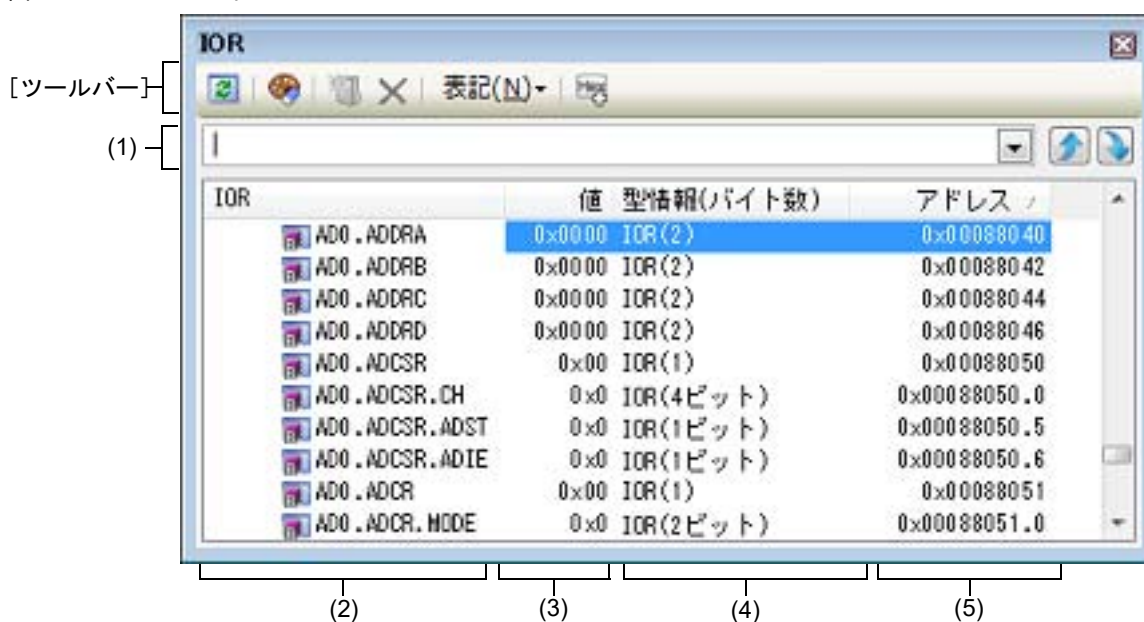 IOR
[ツールバー]
表記(N)
(1)
IOR 値 型情報(バイト数) アドレス
AD0.ADDRA 0x0000 IOR(2) 0x00088040
AD0.ADDRB 0x0000 IOR(2) 0x00088042
AD0.ADDRC 0x0000 IOR(2) 0x00088044
AD0.ADDRD 0x0000 IOR(2) 0x00088046
AD0.ADCSR 0x00 IOR(1) 0x00088050
AD0.ADCSR.CH 0x0 IOR(4ビット) 0x00088050.0
AD0.ADCSR.ADST 0x0 IOR(1ビット) 0x00088050.5
AD0.ADCSR.ADIE 0x0 IOR(1ビット) 0x00088050.6
AD0.ADCR 0x00 IOR(1) 0x00088051
AD0.ADCR.MODE 0x0 IOR(2ビット) 0x00088051.0
(2) (3) (4) (5)